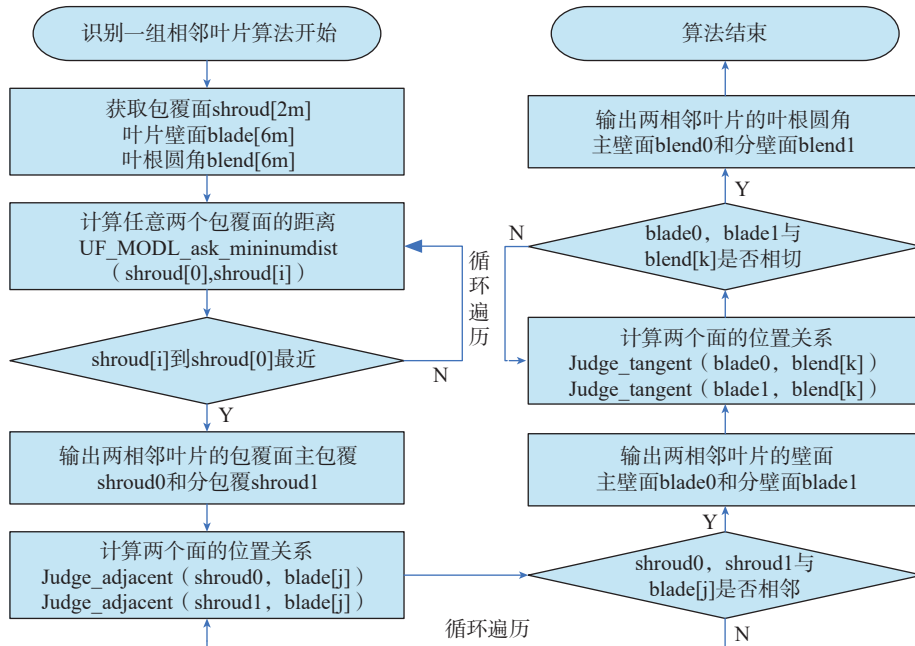 识别一组相邻叶片算法开始
获取包覆面shroud[2m]
叶片壁面blade[6m]
叶根圆角blend[6m]
计算任意两个包覆面的距离
UF_MODL_ask_mininumdist
（shroud[0],shroud[i]）
循环遍历
shroud[i]到shroud[0]最近
N
Y
输出两相邻叶片的包覆面主包覆
shroud0和分包覆shroud1
计算两个面的位置关系
Judge_adjacent（shroud0，blade[j]）
Judge_adjacent（shroud1，blade[j]）
循环遍历
shroud0，shroud1与
blade[j]是否相邻
N
Y
输出两相邻叶片的壁面
主壁面blade0和分壁面blade1
计算两个面的位置关系
Judge_tangent（blade0，blend[k]）
Judge_tangent（blade1，blend[k]）
blade0，blade1与
blend[k]是否相切
N
Y
输出两相邻叶片的叶根圆角
主壁面blend0和分壁面blend1
算法结束